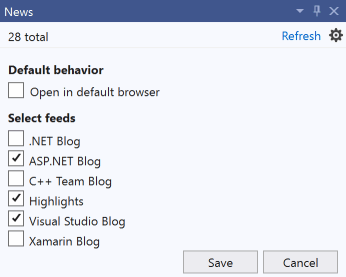 News
28 total Refresh
Default behavior
Open in default browser
Select feeds
.NET Blog
ASP.NET Blog
C++ Team Blog
Highlights
Visual Studio Blog
Xamarin Blog
Save Cancel